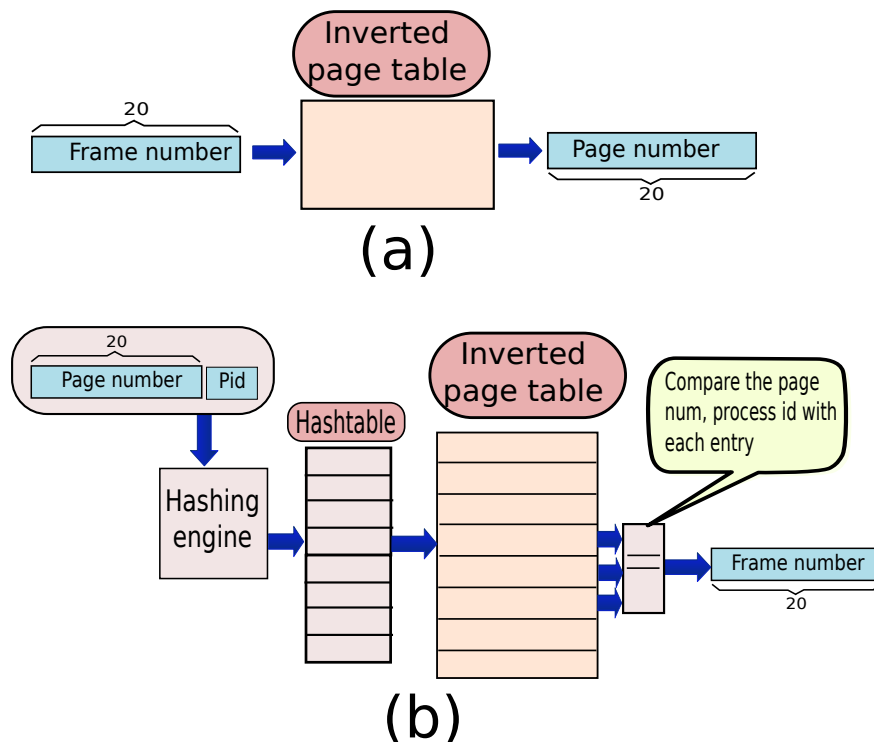 Inverted
page table
20
Frame number
Page number
20
(a)
20
Page number
Pid
Inverted
page table
Compare the page
num, process id with
each entry
Hashtable
Hashing
engine
Frame number
20
(b)